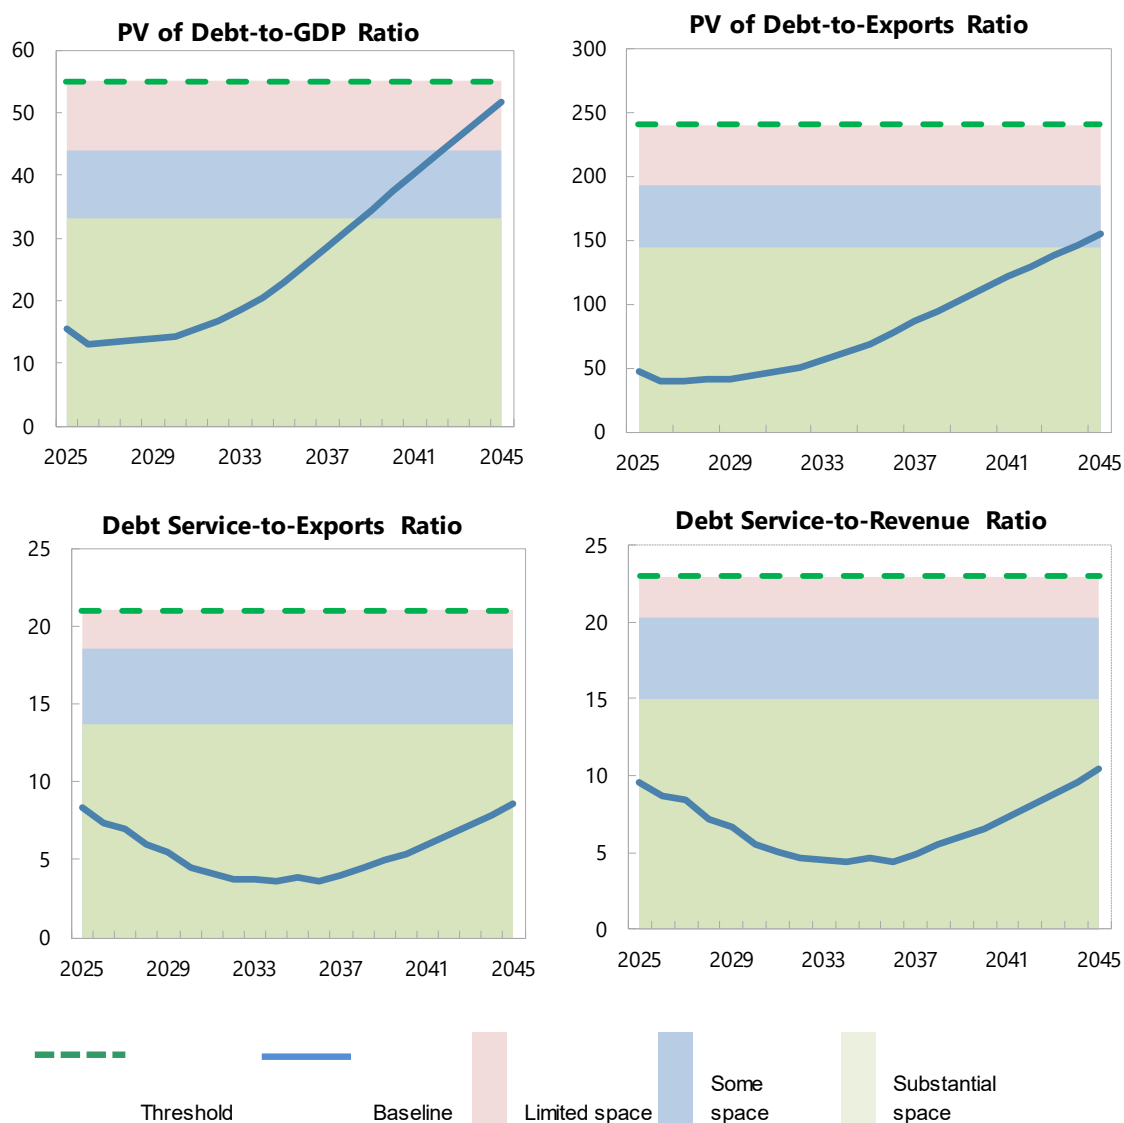 PV of Debt-to-GDP Ratio
60
50
40
30
20
10
0
2025 2029 2033 2037 2041 2045
PV of Debt-to-Exports Ratio
300
250
200
150
100
50
0
2025 2029 2033 2037 2041 2045
Debt Service-to-Exports Ratio
25
20
15
10
5
0
2025 2029 2033 2037 2041 2045
Debt Service-to-Revenue Ratio
25
20
15
10
5
0
2025 2029 2033 2037 2041 2045
Threshold
Baseline
Limited space
Some
space
Substantial
space